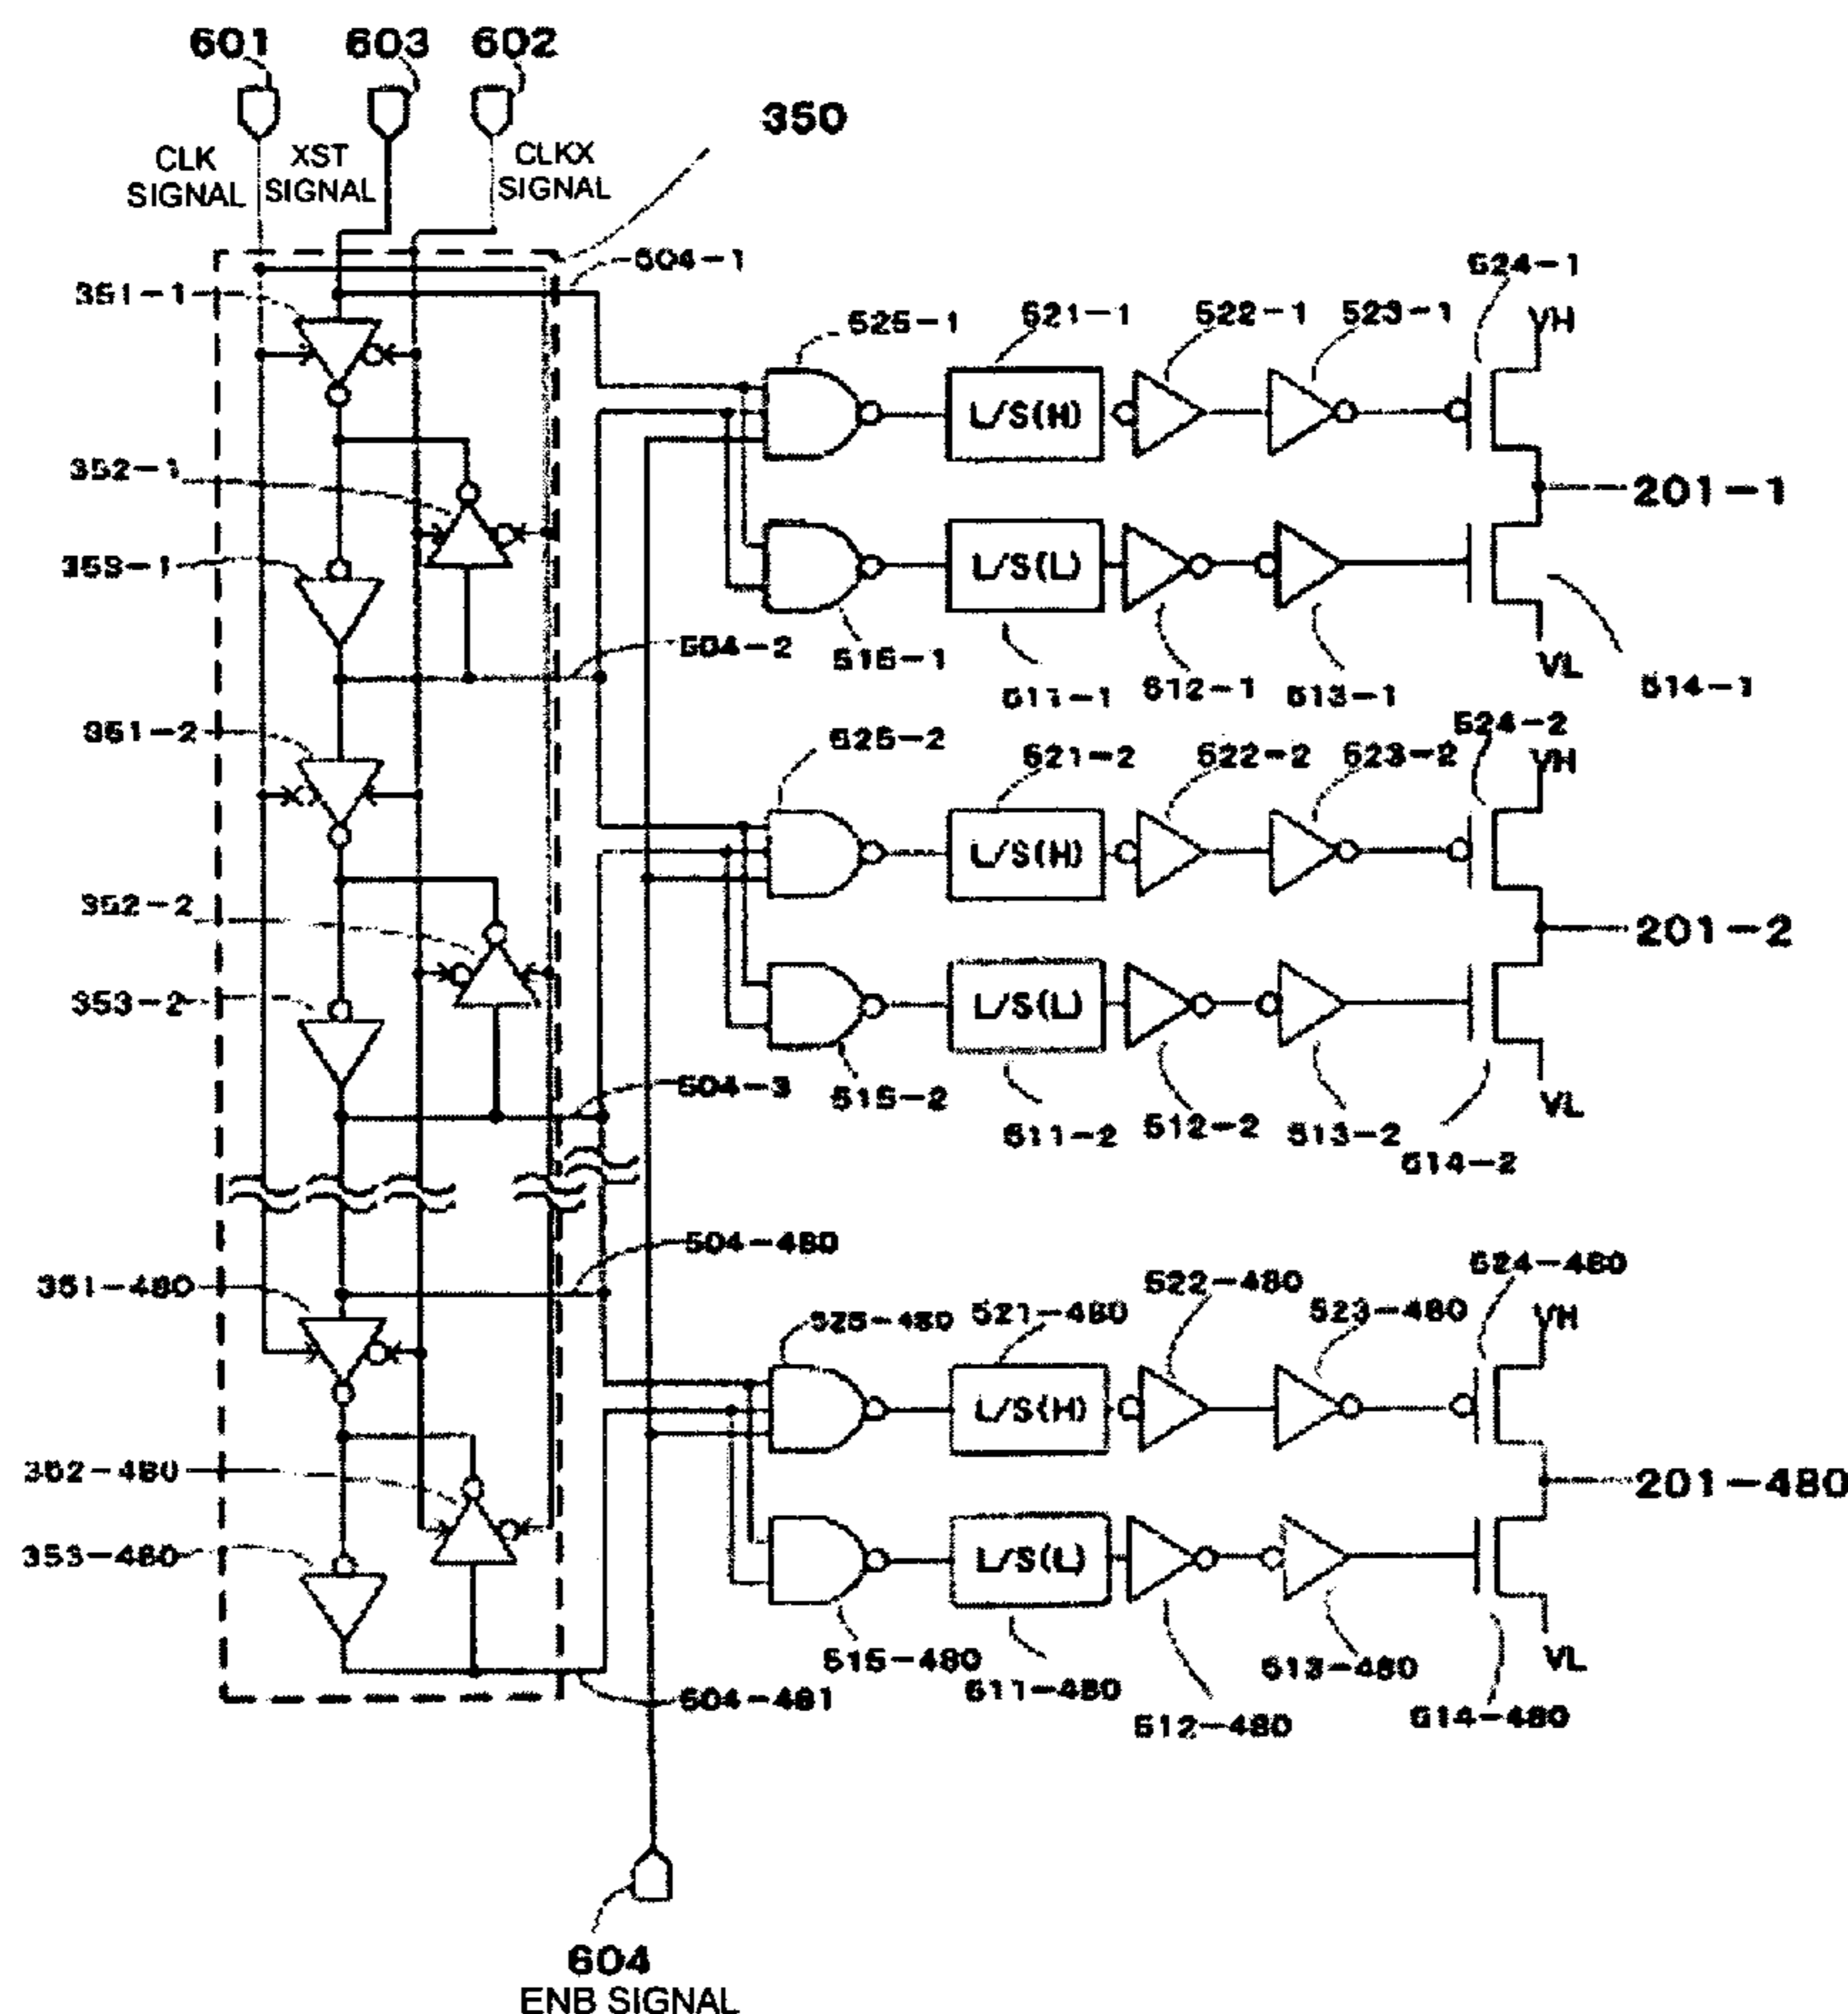 601 603 602
350
CLK SIGNAL
XST SIGNAL
CLKX SIGNAL
504-1
351-1
524-1
525-1 521-1 522-1 523-1
VH
L/S(H)
352-1
201-1
353-1
L/S(L)
504-2
515-1
511-1 512-1 513-1
VL
514-1
351-2
524-2
525-2 521-2 522-2 523-2
VH
L/S(H)
352-2
201-2
353-2
L/S(L)
504-3
515-2
511-2 512-2 513-2
VL
514-2
504-480
351-480
524-480
525-480 521-480 522-480 523-480
VH
L/S(H)
352-480
201-480
353-480
L/S(L)
515-480
511-480
512-480
513-480
VL
514-480
504-481
604
ENB SIGNAL